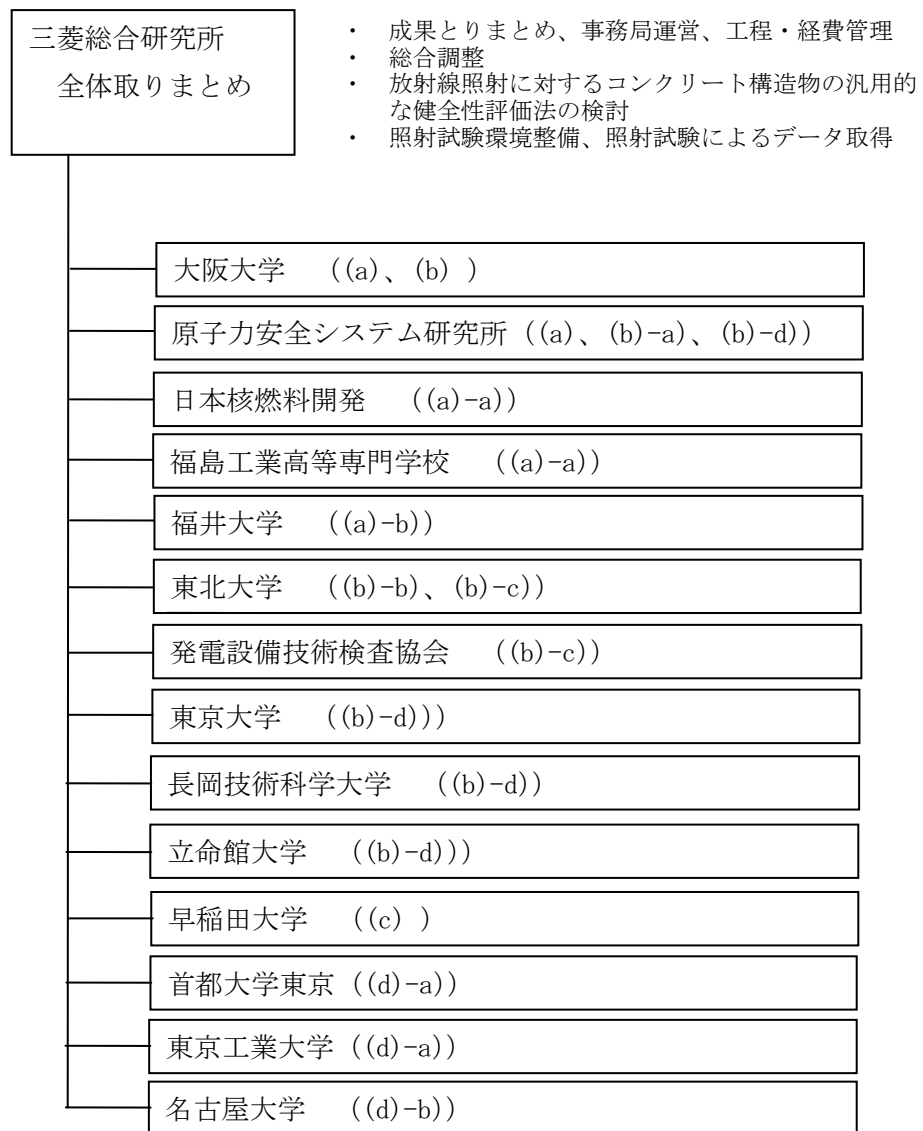 三菱総合研究所
全体取りまとめ
・ 成果とりまとめ、事務局運営、工程・経費管理
・ 総合調整
・ 放射線照射に対するコンクリート構造物の汎用的
な健全性評価法の検討
・ 照射試験環境整備、照射試験によるデータ取得
大阪大学 ((a)、(b) )
原子力安全システム研究所 ((a)、(b)-a)、(b)-d))
日本核燃料開発 ((a)-a))
福島工業高等専門学校 ((a)-a))
福井大学 ((a)-b))
東北大学 ((b)-b)、(b)-c))
発電設備技術検査協会 ((b)-c))
東京大学 ((b)-d)))
長岡技術科学大学 ((b)-d))
立命館大学 ((b)-d)))
早稲田大学 ((c) )
首都大学東京 ((d)-a))
東京工業大学 ((d)-a))
名古屋大学 ((d)-b))